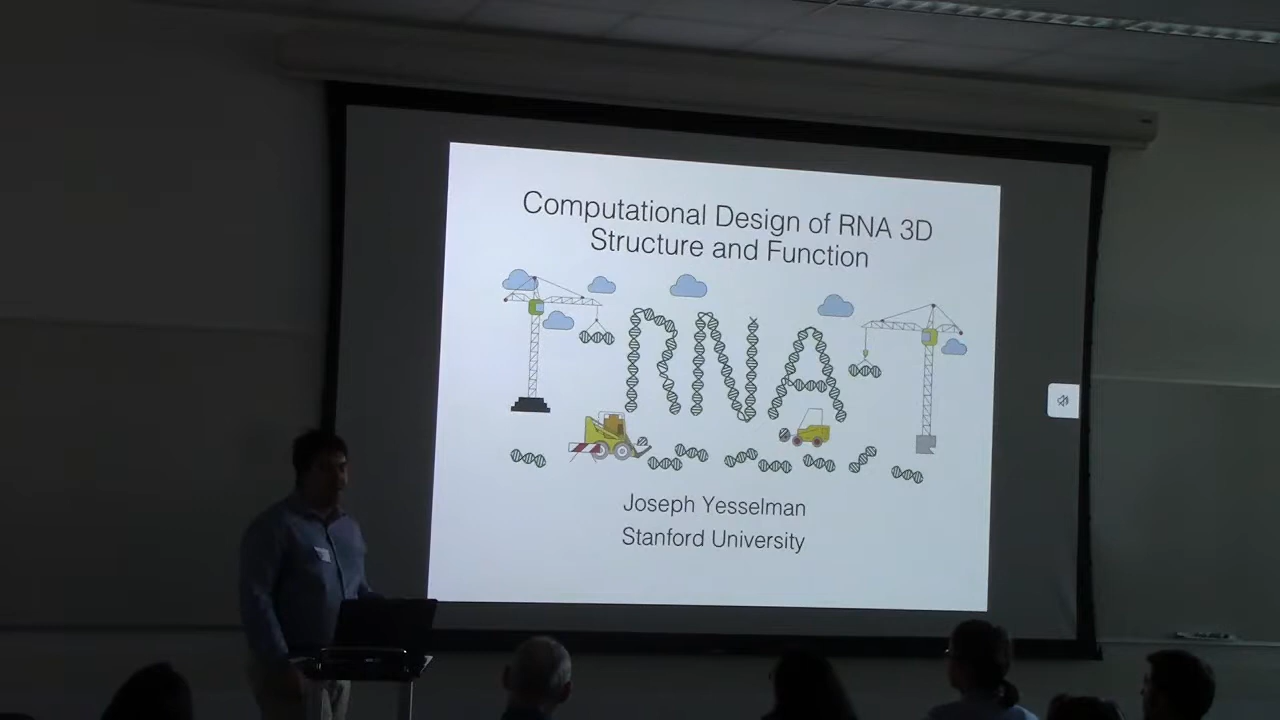 Computational Design of RNA 3D
Structure and Function
RNA
Joseph Yesselman
Stanford University